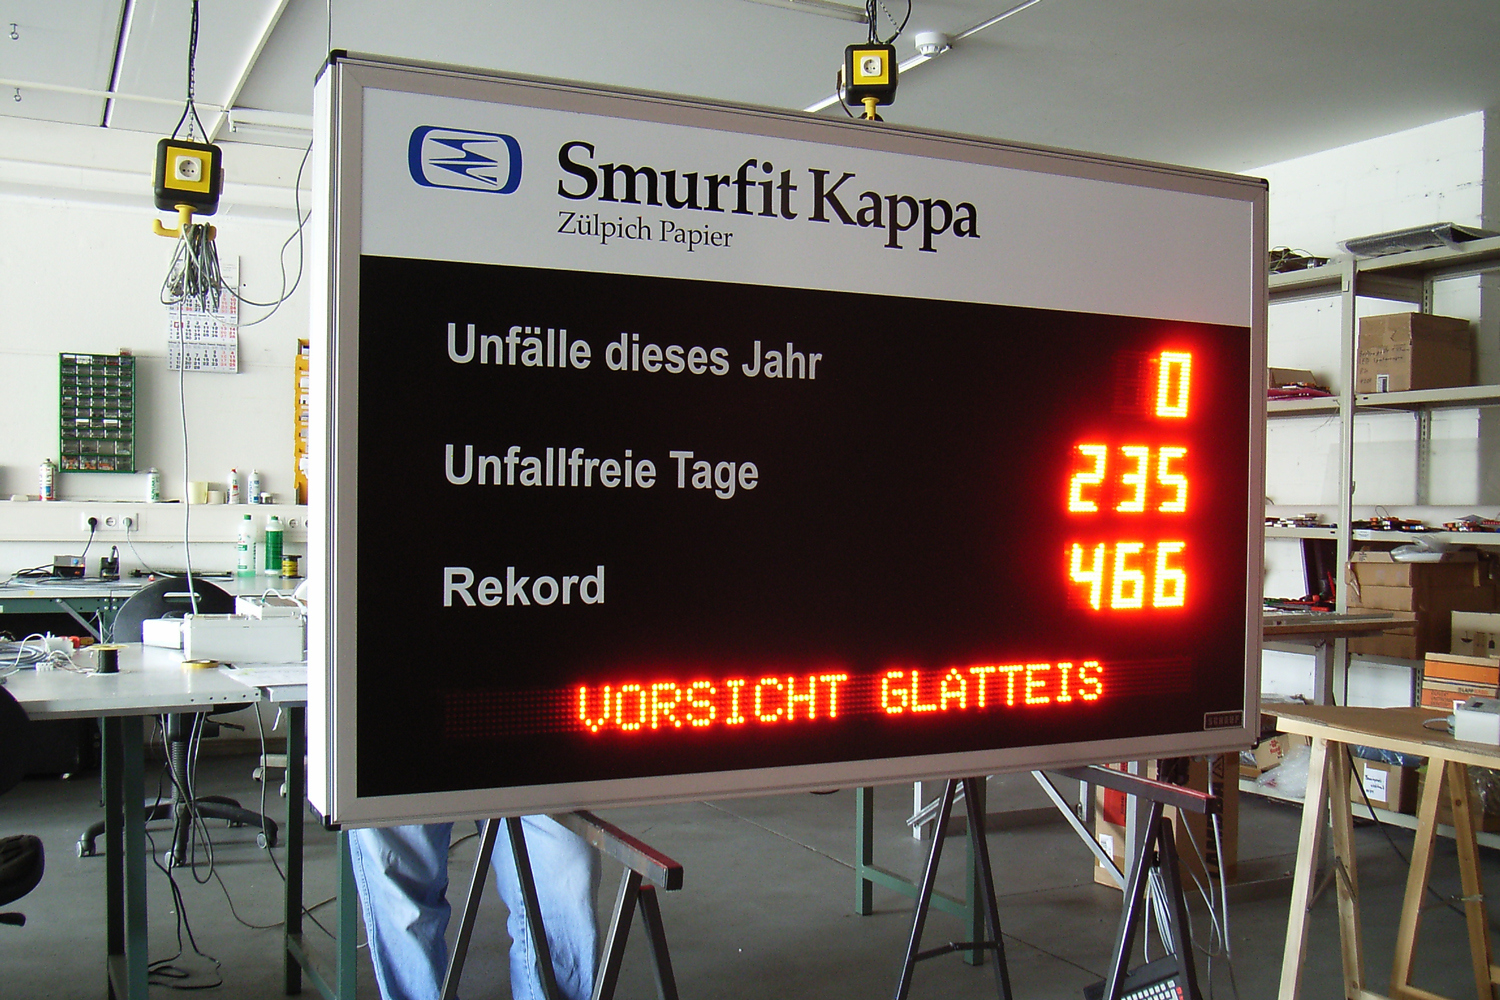 Smurfit Kappa
Zülpich Papier
Unfälle dieses Jahr 0
Unfallfreie Tage 235
Rekord 466
VORSICHT GLATTEIS